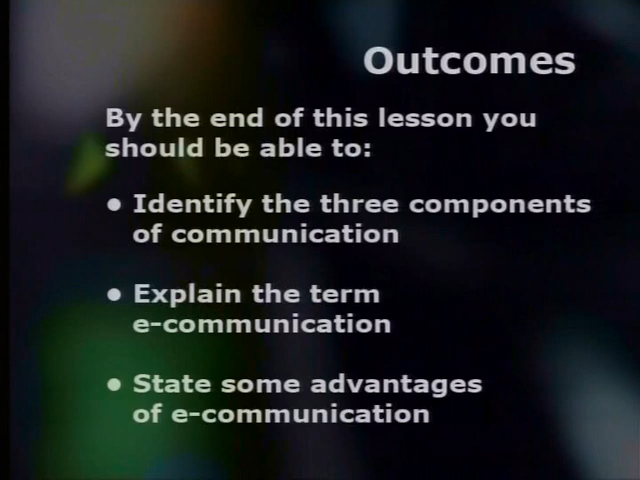 Outcomes
By the end of this lesson you
should be able to:
• Identify the three components
of communication
• Explain the term
e-communication
• State some advantages
of e-communication